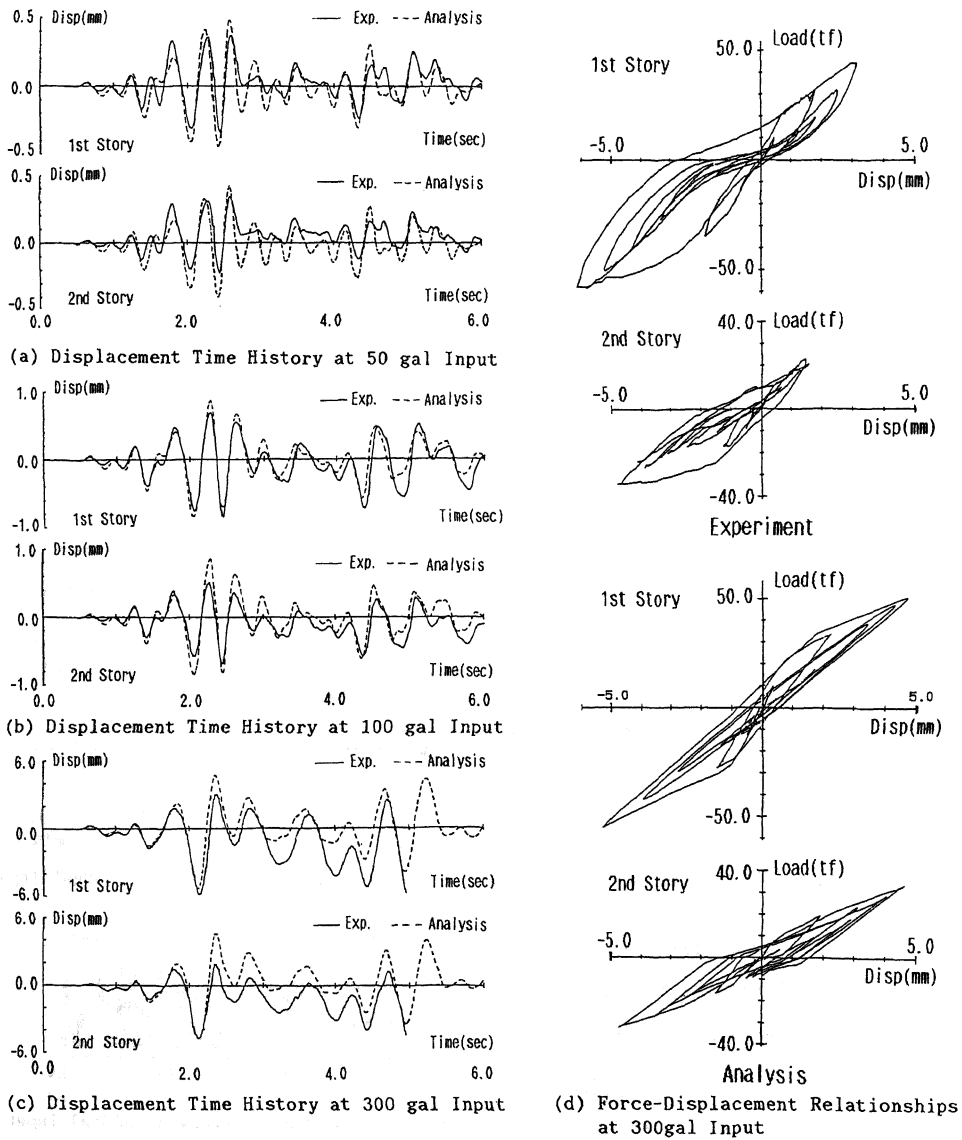 Disp(mm)
0.5
—— Exp. ---- Analysis
0.0
1st Story
Time(sec)
-0.5
Disp(mm)
0.5
—— Exp. ---- Analysis
0.0
2nd Story
Time(sec)
-0.5
0.0 2.0 4.0 6.0
(a) Displacement Time History at 50 gal Input
Disp(mm)
1.0
—— Exp. ---- Analysis
0.0
1st Story
Time(sec)
-1.0
Disp(mm)
1.0
—— Exp. ---- Analysis
0.0
2nd Story
Time(sec)
-1.0
0.0 2.0 4.0 6.0
(b) Displacement Time History at 100 gal Input
Disp(mm)
6.0
—— Exp. ---- Analysis
0.0
1st Story
Time(sec)
-6.0
Disp(mm)
6.0
—— Exp. ---- Analysis
0.0
2nd Story
Time(sec)
-6.0
0.0 2.0 4.0 6.0
(c) Displacement Time History at 300 gal Input
50.0 Load(tf)
1st Story
-5.0 5.0
Disp(mm)
-50.0
40.0 Load(tf)
2nd Story
-5.0 5.0
Disp(mm)
-40.0
Experiment
50.0 Load(tf)
1st Story
-5.0 5.0
Disp(mm)
-50.0
40.0 Load(tf)
2nd Story
-5.0 5.0
Disp(mm)
-40.0
Analysis
(d) Force-Displacement Relationships
at 300gal Input